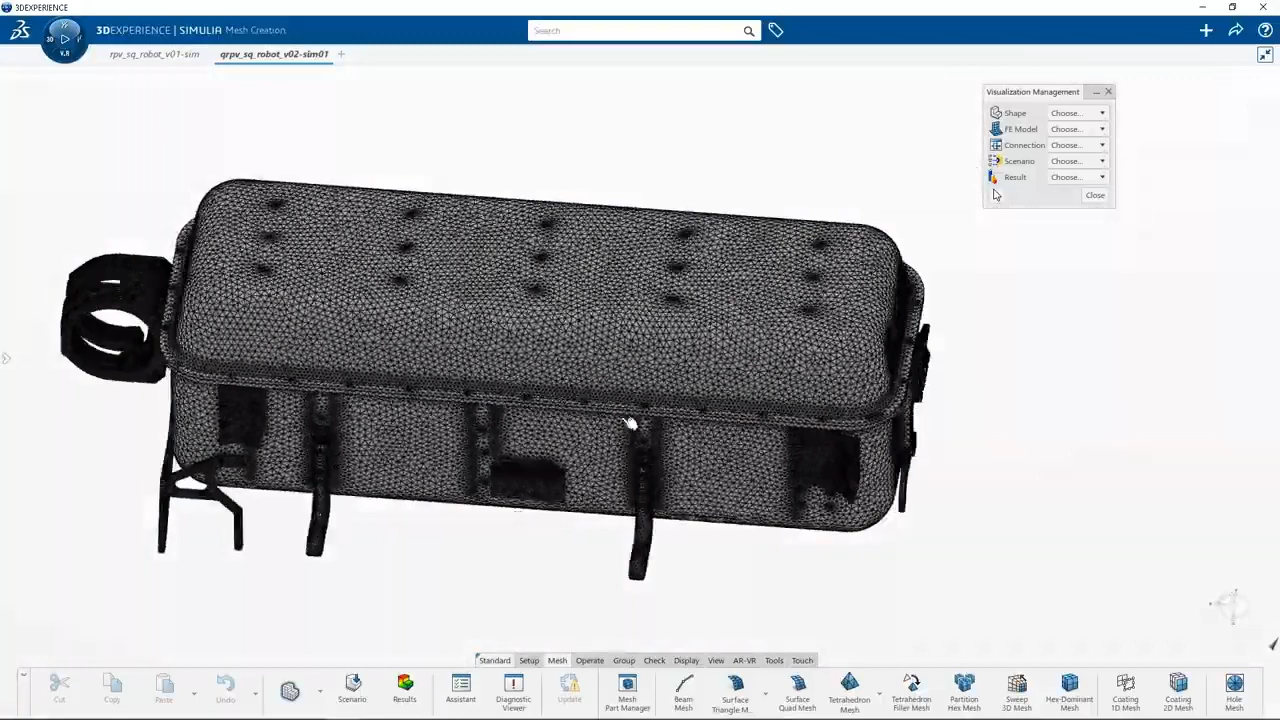 3DEXPERIENCE
3DEXPERIENCE | SIMULIA Mesh Creation
Search
3D
V.R
rpv_sq_robot_v01-sim
qrpv_sq_robot_v02-sim01
Visualization Management
Shape Choose...
FE Model Choose...
Connection Choose...
Scenario Choose...
Result Choose...
Close
Standard Setup Mesh Operate Group Check Display View AR-VR Tools Touch
Cut
Copy
Paste
Undo
Scenario
Results
Assistant
Diagnostic Viewer
Update
Mesh Part Manager
Beam Mesh
Surface Triangle M...
Surface Quad Mesh
Tetrahedron Mesh
Tetrahedron Filler Mesh
Partition Hex Mesh
Sweep 3D Mesh
Hex-Dominant Mesh
Coating 1D Mesh
Coating 2D Mesh
Hole Mesh